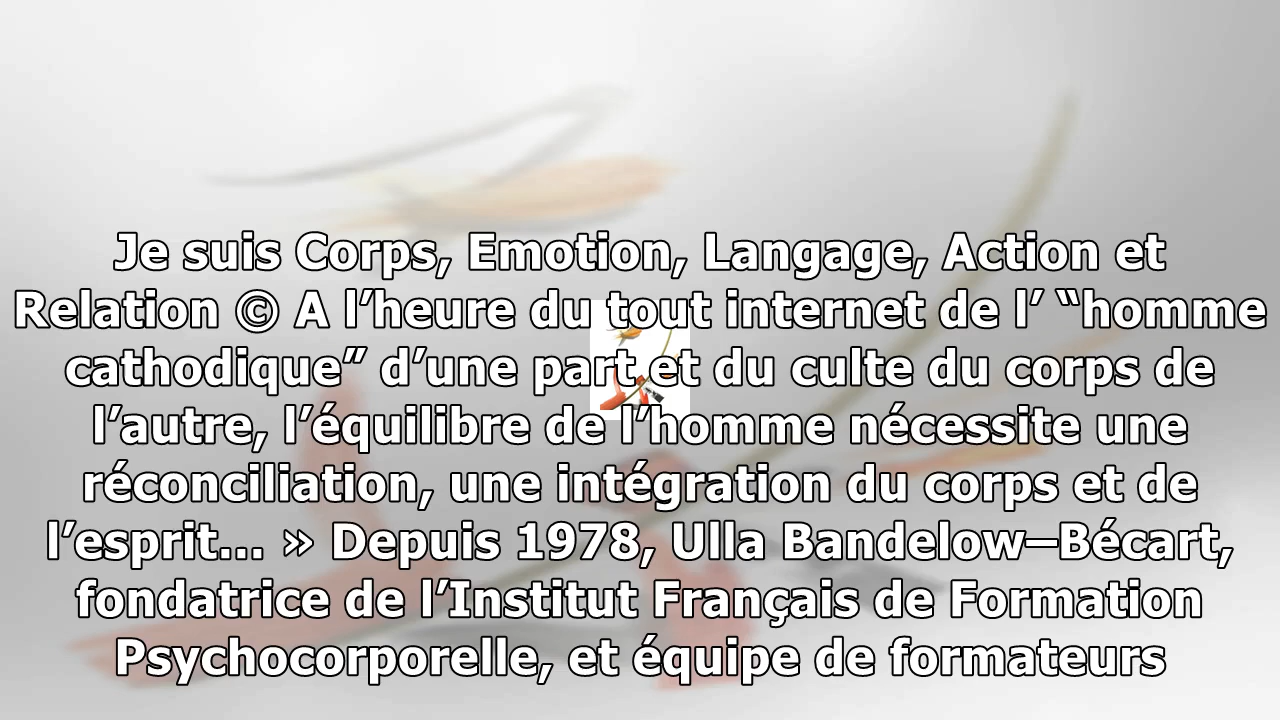 Je suis Corps, Emotion, Langage, Action et
Relation © A l’heure du tout internet de l’ “homme
cathodique” d’une part et du culte du corps de
l’autre, l’équilibre de l’homme nécessite une
réconciliation, une intégration du corps et de
l’esprit... » Depuis 1978, Ulla Bandelow–Bécart,
fondatrice de l’Institut Français de Formation
Psychocorporelle, et équipe de formateurs